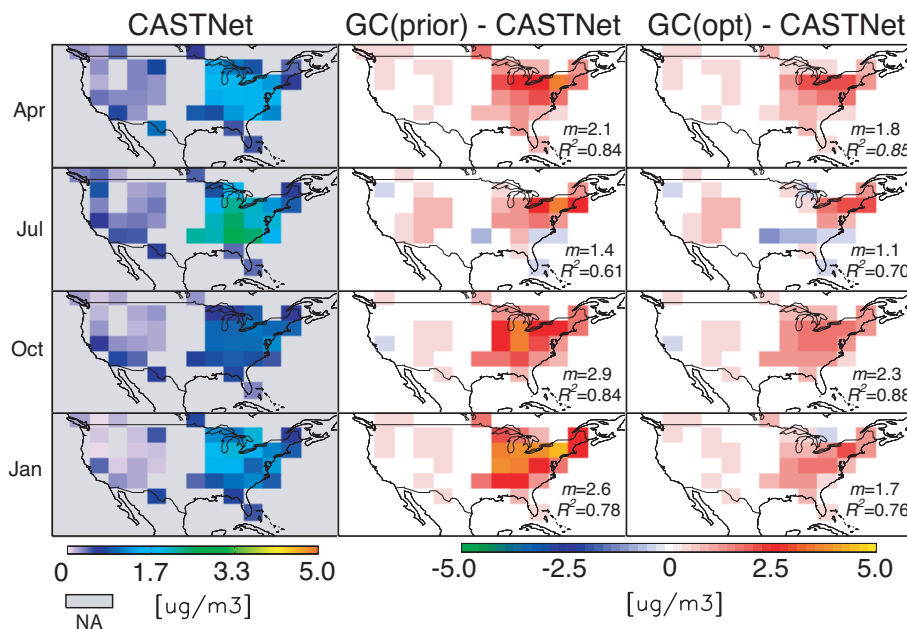 CASTNet GC(prior) - CASTNet GC(opt) - CASTNet
Apr
m=2.1
R²=0.84
m=1.8
R²=0.85
Jul
m=1.4
R²=0.61
m=1.1
R²=0.70
Oct
m=2.9
R²=0.84
m=2.3
R²=0.88
Jan
m=2.6
R²=0.78
m=1.7
R²=0.76
0 1.7 3.3 5.0
-5.0 -2.5 0 2.5 5.0
[ug/m3]
[ug/m3]
NA